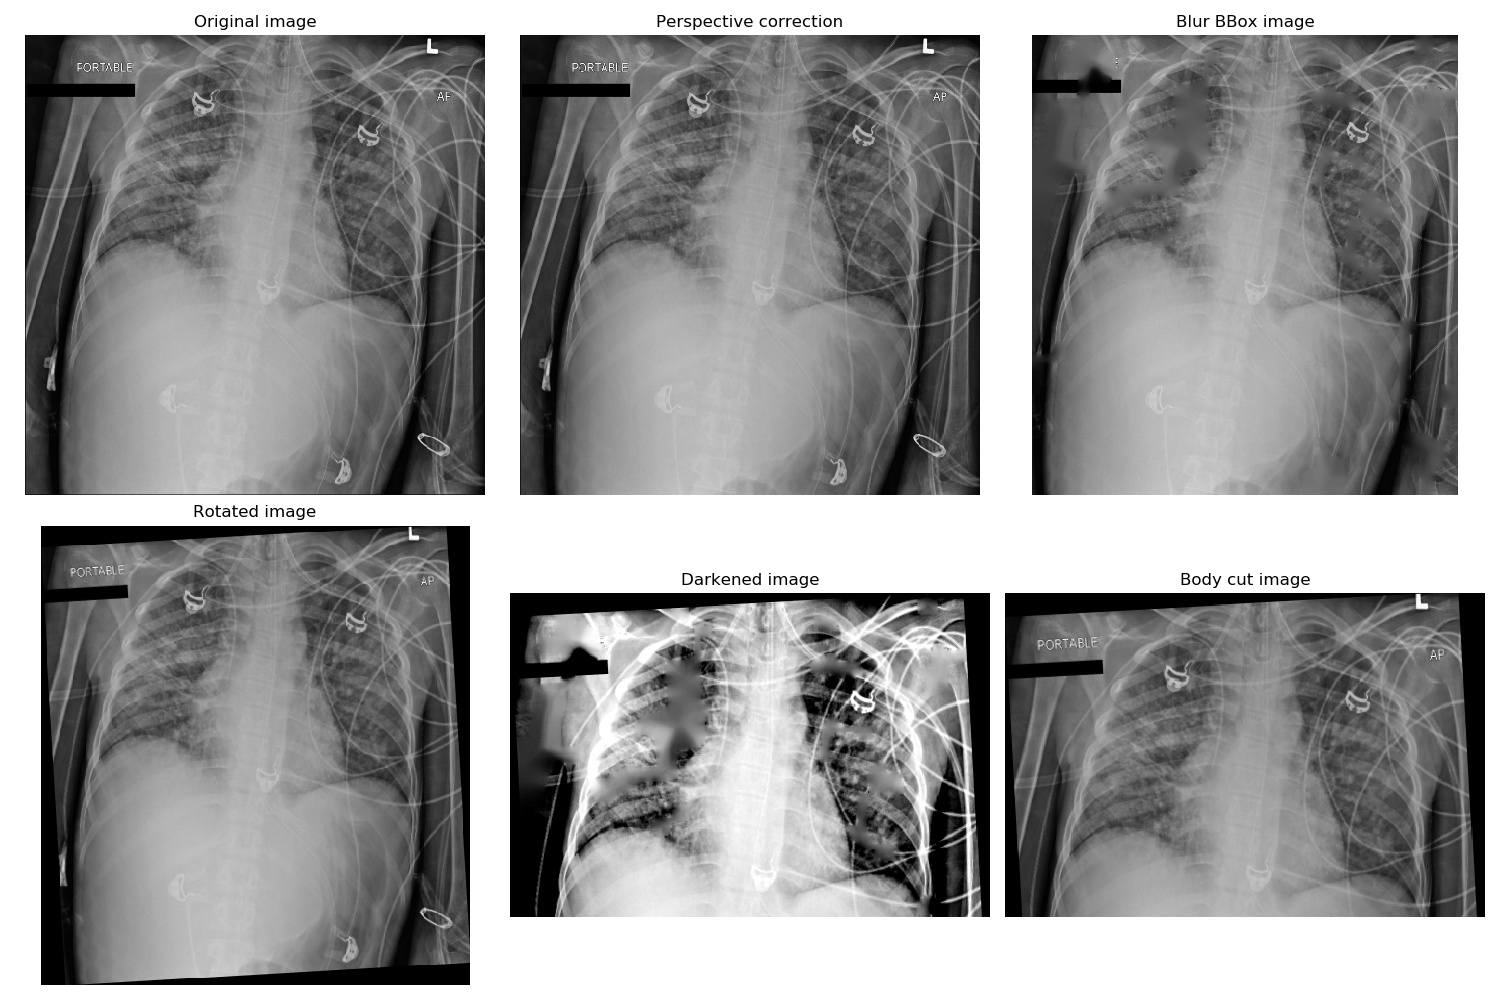 Original image
Perspective correction
Blur BBox image
L
PORTABLE
AP
L
PORTABLE
AP
Rotated image
L
PORTABLE
AP
Darkened image
Body cut image
L
PORTABLE
AP